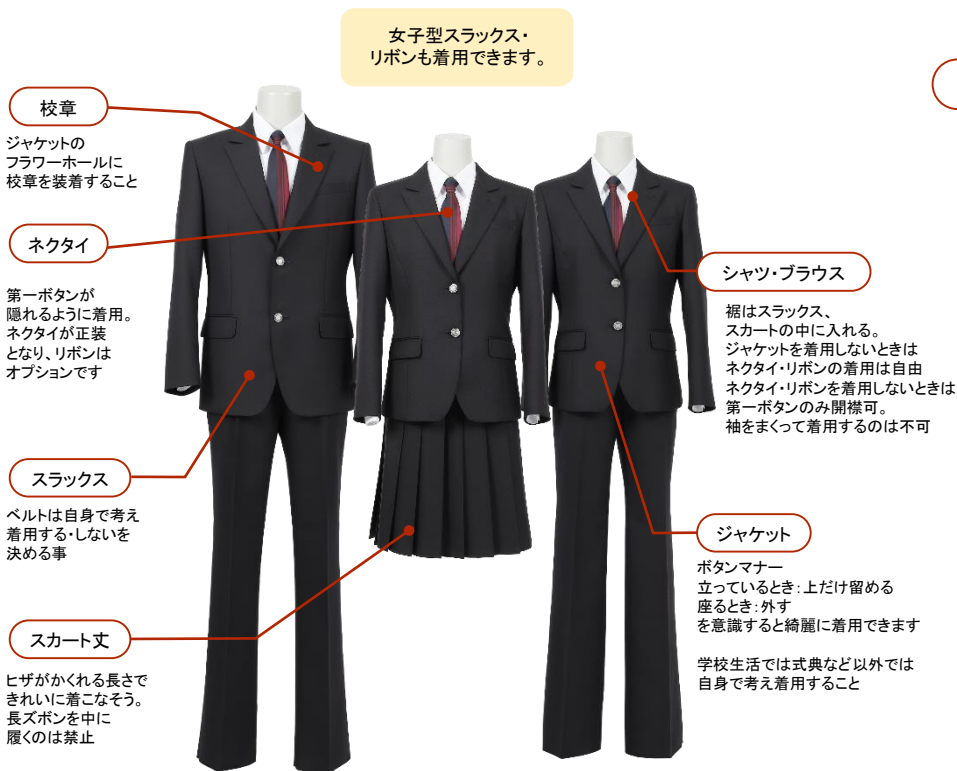 女子型スラックス・
リボンも着用できます。
校章
ジャケットの
フラワーホールに
校章を装着すること
ネクタイ
第一ボタンが
隠れるように着用。
ネクタイが正装
となり、リボンは
オプションです
スラックス
ベルトは自身で考え
着用する・しないを
決める事
スカート丈
ヒザがかくれる長さで
きれいに着こなそう。
長ズボンを中に
履くのは禁止
シャツ・ブラウス
裾はスラックス、
スカートの中に入れる。
ジャケットを着用しないときは
ネクタイ・リボンの着用は自由
ネクタイ・リボンを着用しないときは
第一ボタンのみ開襟可。
袖をまくって着用するのは不可
ジャケット
ボタンマナー
立っているとき：上だけ留める
座るとき：外す
を意識すると綺麗に着用できます
学校生活では式典など以外では
自身で考え着用すること